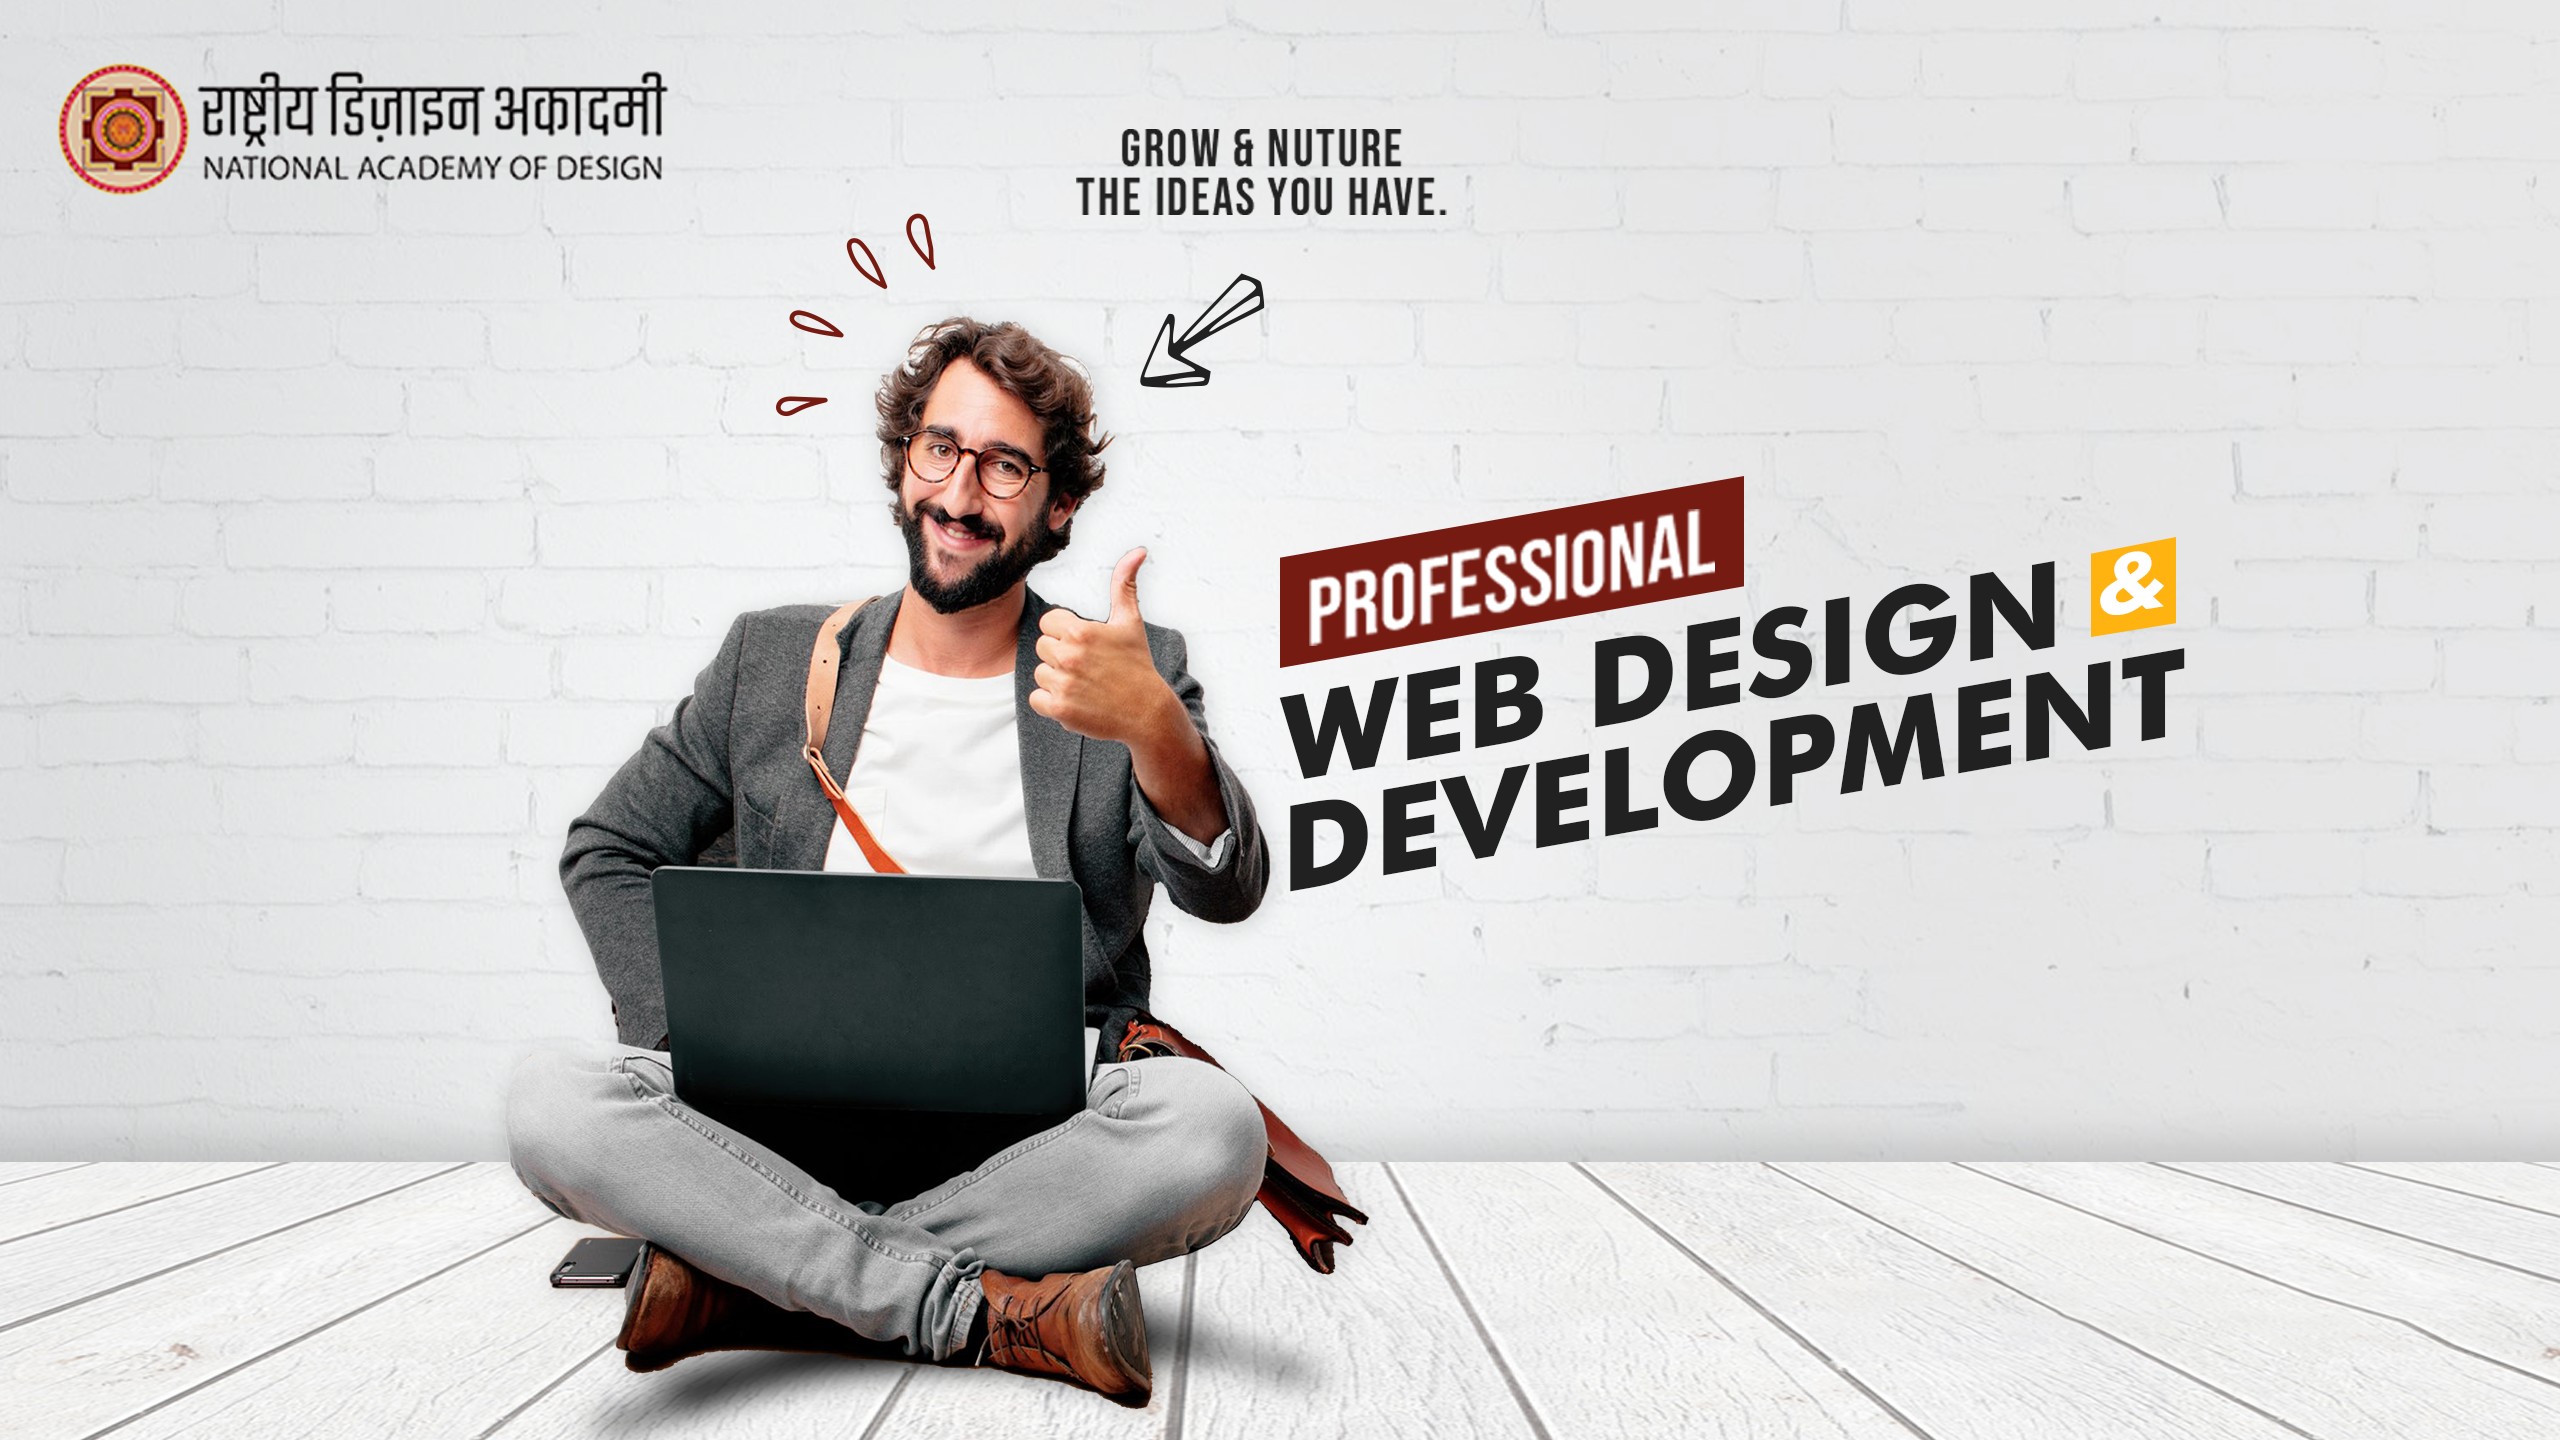 राष्ट्रीय डिज़ाइन अकादमी
NATIONAL ACADEMY OF DESIGN
GROW & NUTURE
THE IDEAS YOU HAVE.
PROFESSIONAL
WEB DESIGN &
DEVELOPMENT